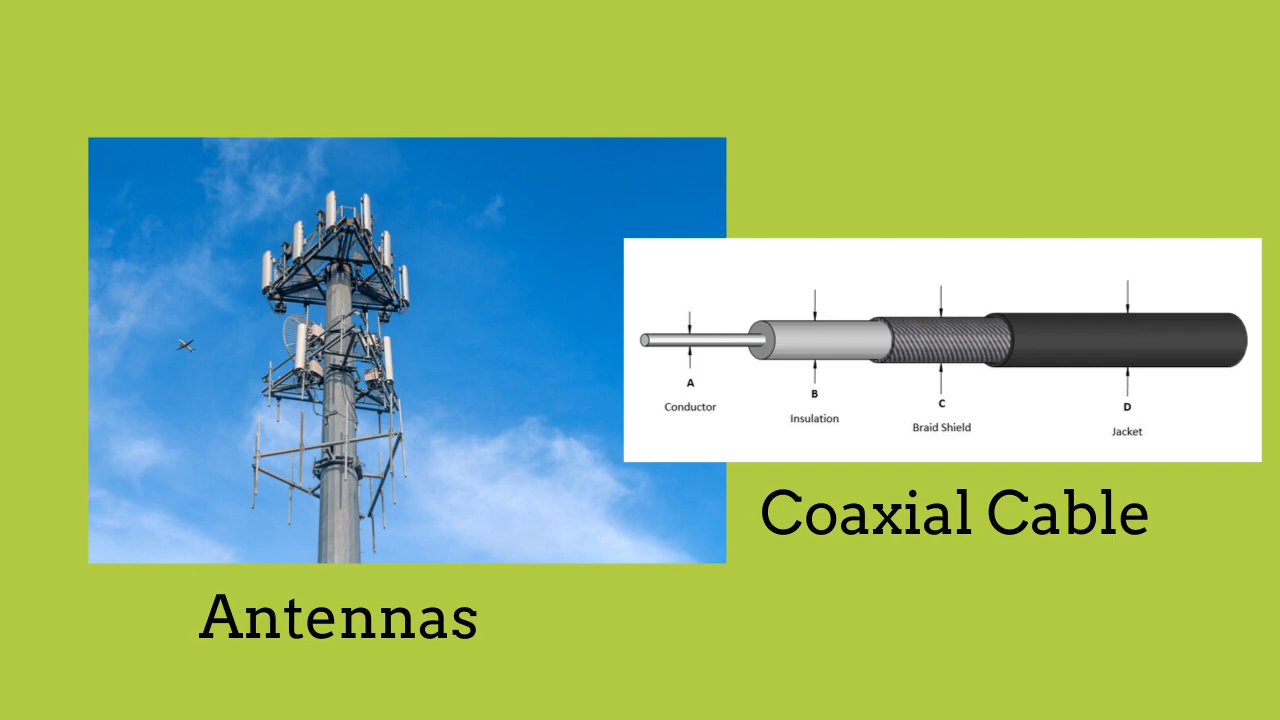 A
Conductor
B
Insulation
C
Braid Shield
D
Jacket
Coaxial Cable
Antennas